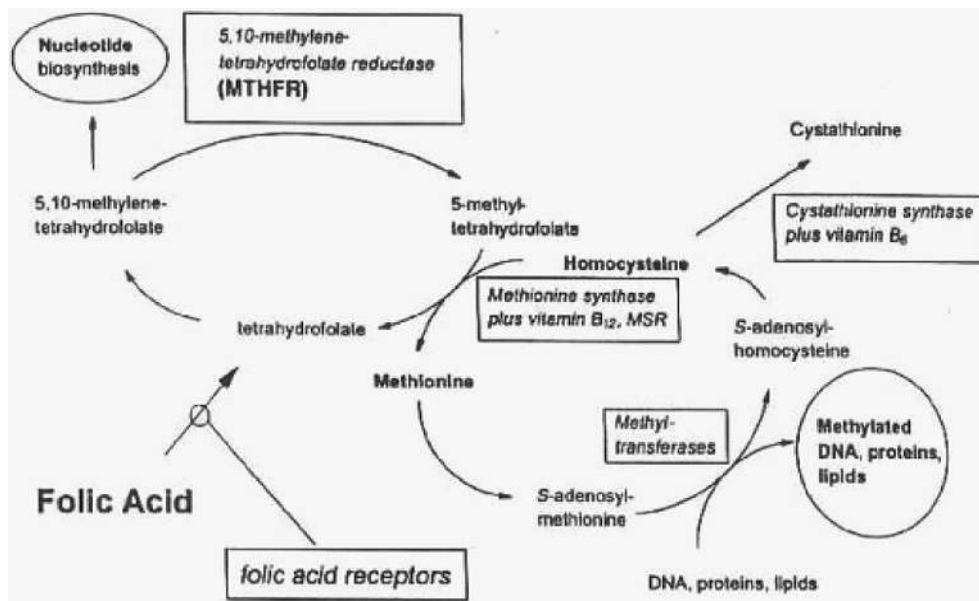 Nucleotide
biosynthesis
5,10-methylene-
tetrahydrofolate reductase
(MTHFR)
Cystathionine
5,10-methylene-
tetrahydrofololate
5-methyl-
tetrahydrofolate
Cystathionine synthase
plus vitamin B6
Homocysteine
Methionine synthase
plus vitamin B12, MSR
tetrahydrofolate
S-adenosyl-
homocysteine
Methionine
Methyl-
transferases
Methylated
DNA, proteins,
lipids
Folic Acid
S-adenosyl-
methionine
folic acid receptors
DNA, proteins, lipids